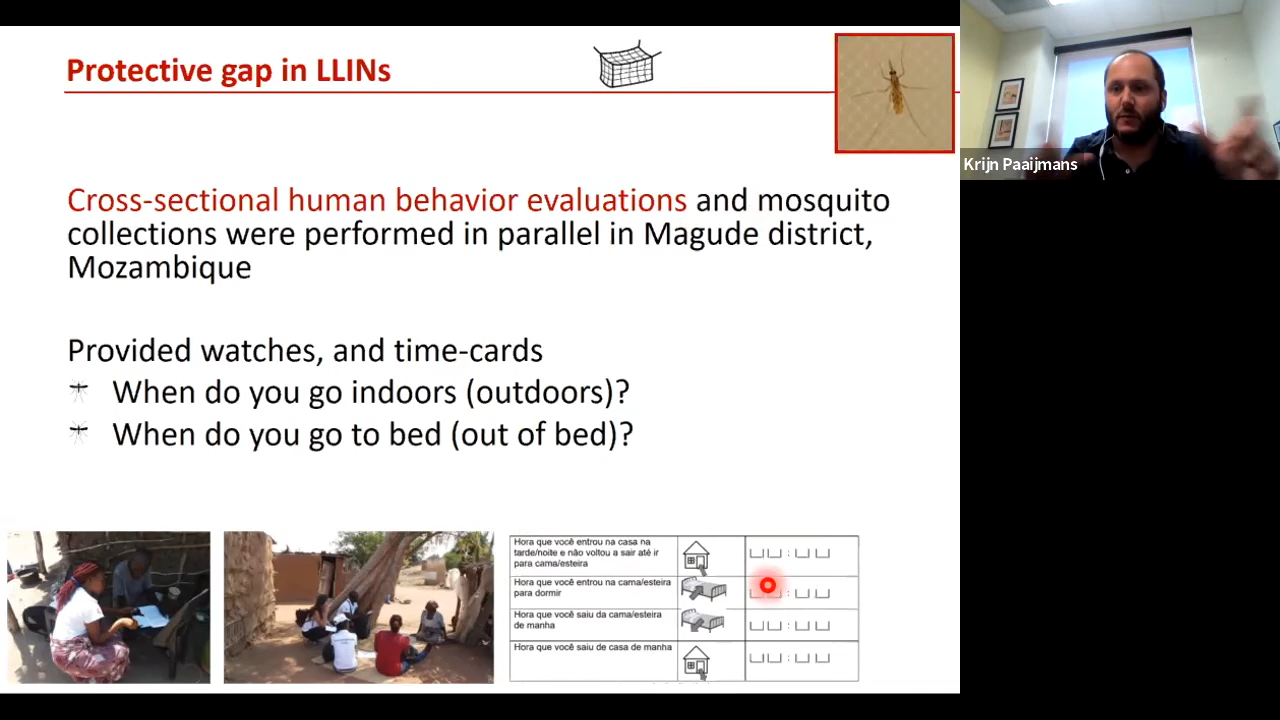 Protective gap in LLINs
Krijn Paaijmans
Cross-sectional human behavior evaluations and mosquito
collections were performed in parallel in Magude district,
Mozambique
Provided watches, and time-cards
When do you go indoors (outdoors)?
When do you go to bed (out of bed)?
Hora que você entrou na casa na
tarde/noite e não voltou a sair até ir
para cama/esteira
Hora que você entrou na cama/esteira
para dormir
Hora que você saiu da cama/esteira
de manha
Hora que você saiu de casa de manha